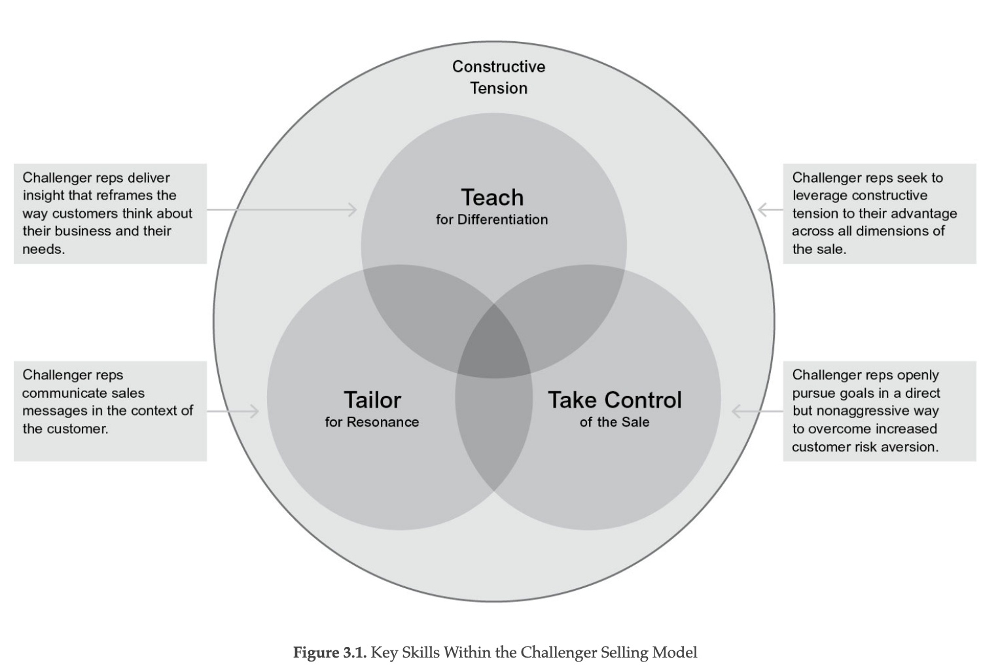 Constructive
Tension
Challenger reps deliver
insight that reframes the
way customers think about
their business and their
needs.
Teach
for Differentiation
Challenger reps seek to
leverage constructive
tension to their advantage
across all dimensions of
the sale.
Challenger reps
communicate sales
messages in the context of
the customer.
Tailor
for Resonance
Take Control
of the Sale
Challenger reps openly
pursue goals in a direct
but nonaggressive way
to overcome increased
customer risk aversion.
Figure 3.1. Key Skills Within the Challenger Selling Model